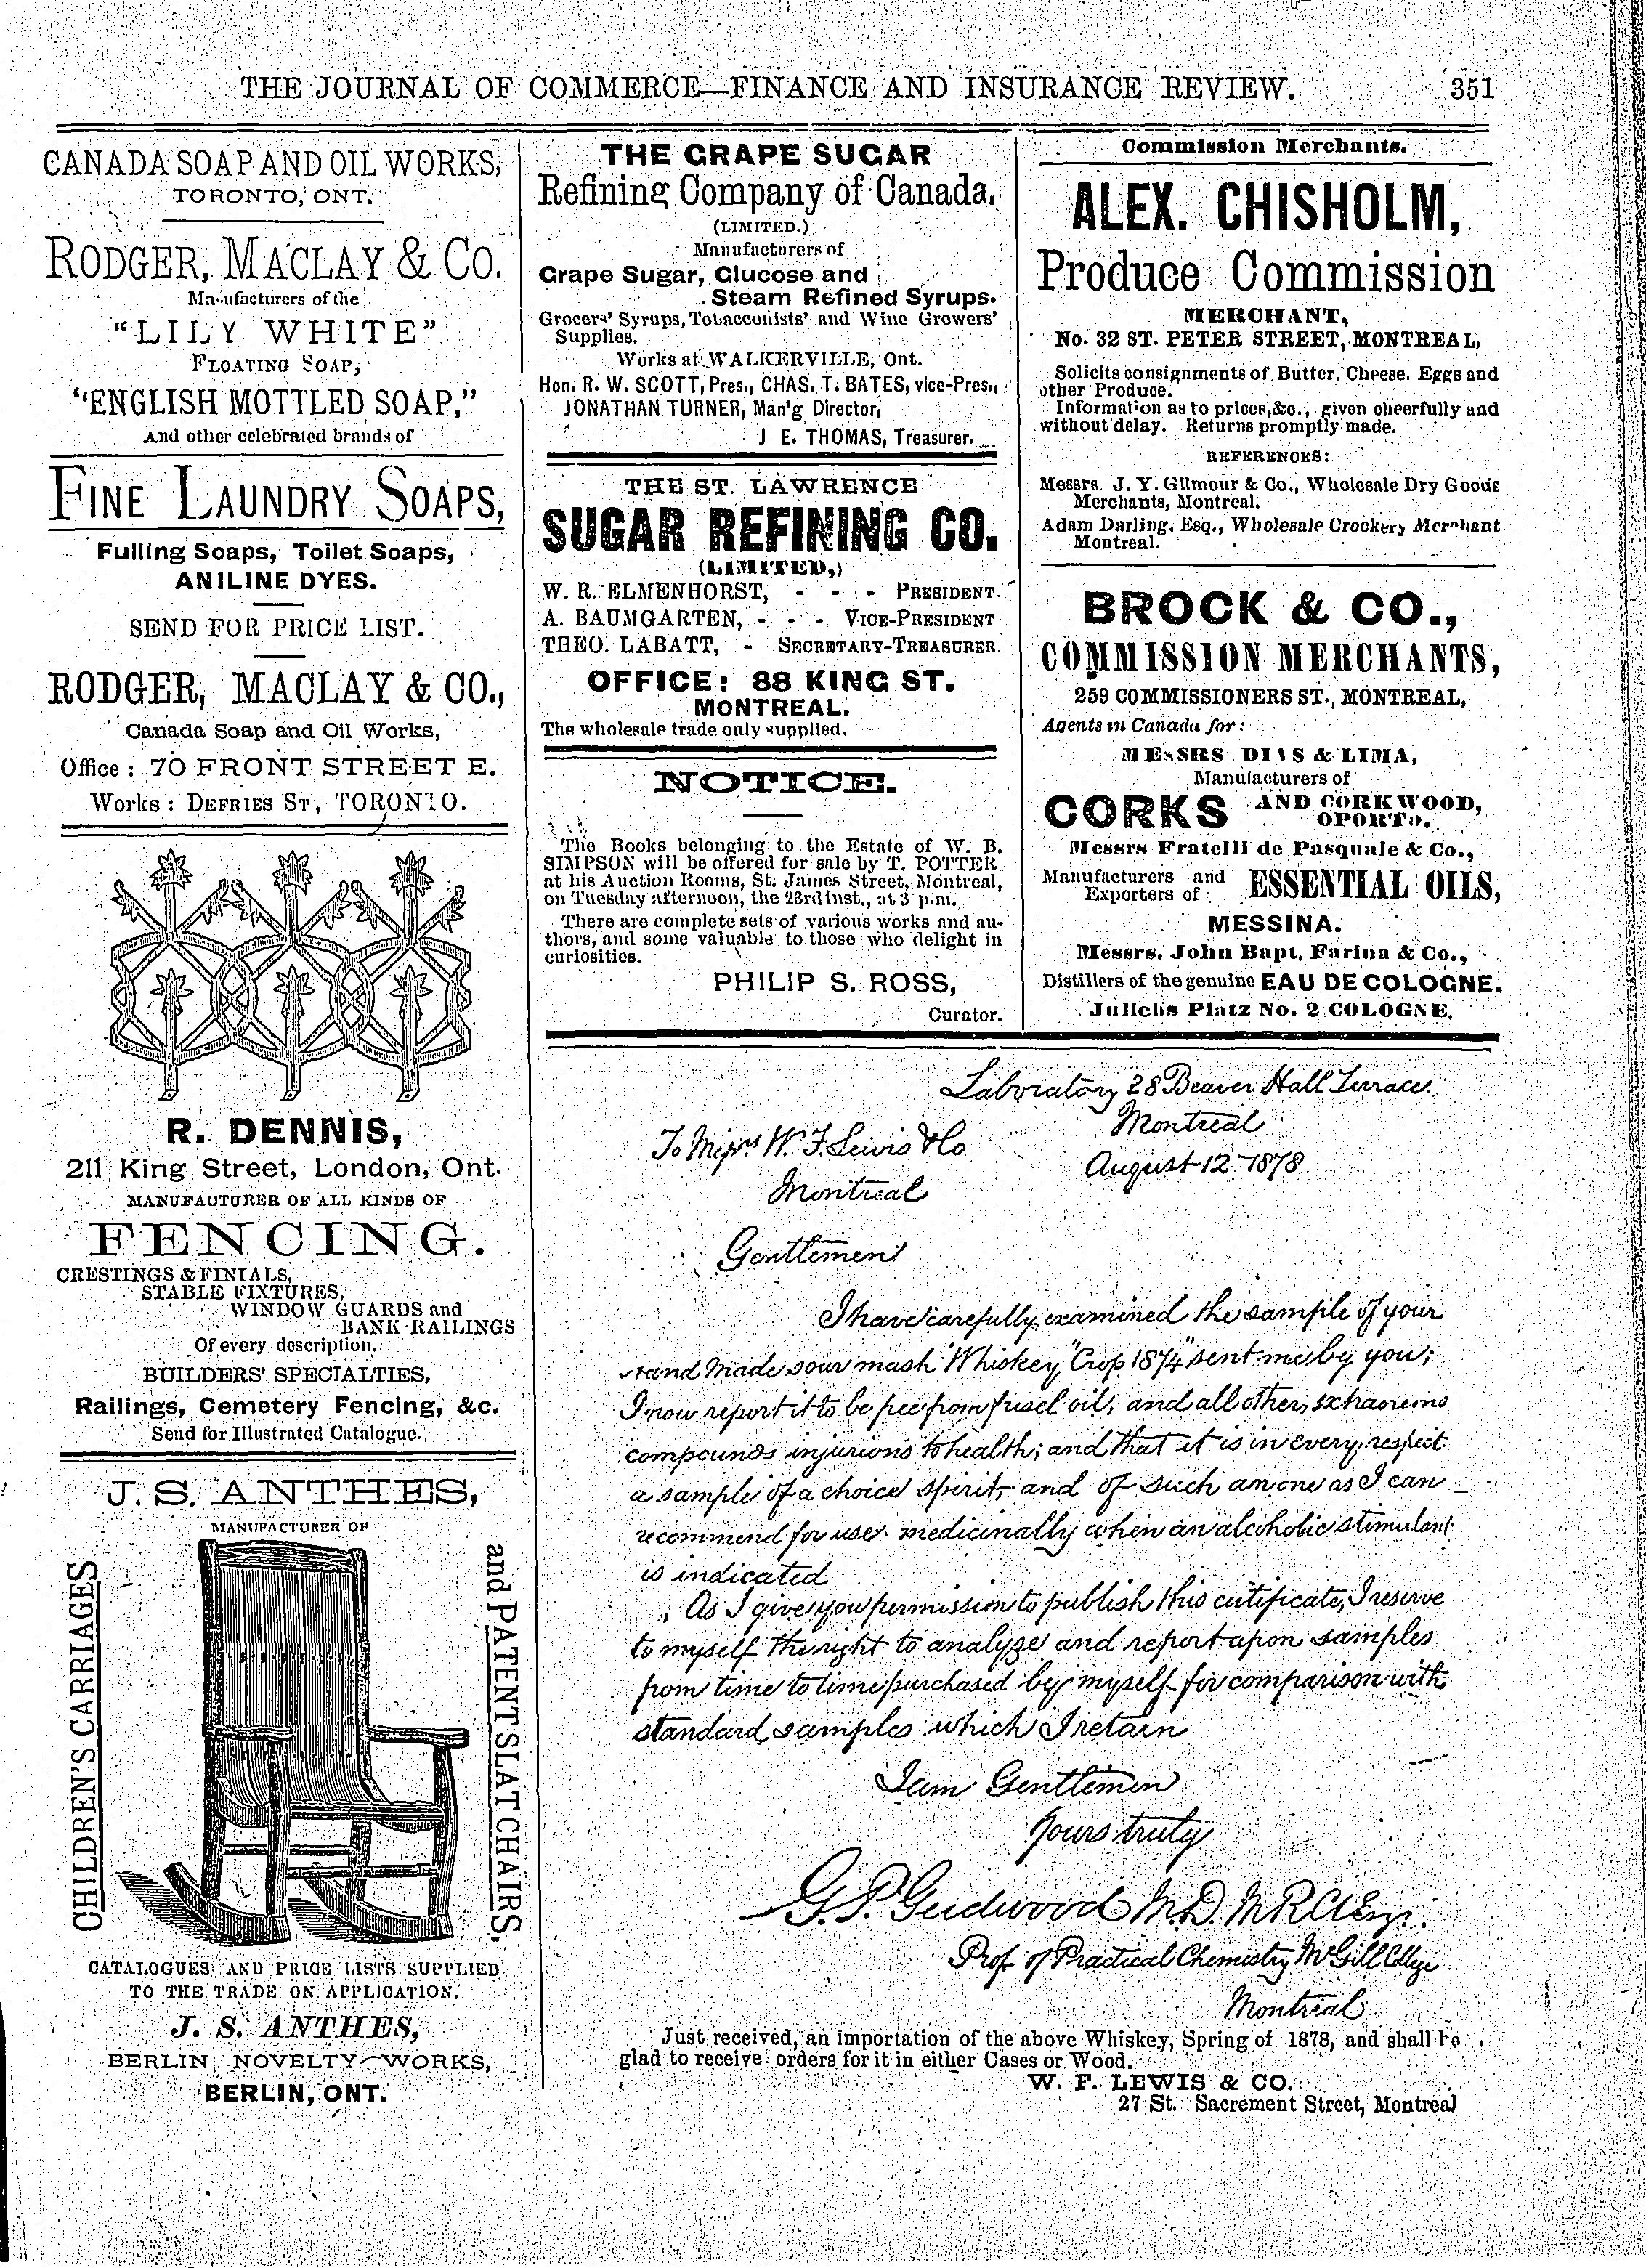 THE JOURNAL OF COMMERCE—FINANCE AND INSURANCE REVIEW. 351
CANADA SOAP AND OIL WORKS,
TORONTO, ONT.
RODGER, MACLAY & CO.
Manufacturers of the
"LILY WHITE"
FLOATING SOAP,
"ENGLISH MOTTLED SOAP,"
And other celebrated brands of
FINE LAUNDRY SOAPS,
Fulling Soaps, Toilet Soaps,
ANILINE DYES.
SEND FOR PRICE LIST.
RODGER, MACLAY & CO.,
Canada Soap and Oil Works,
Office : 70 FRONT STREET E.
Works : DEFRIES ST, TORONTO.
R. DENNIS,
211 King Street, London, Ont.
MANUFACTURER OF ALL KINDS OF
FENCING.
CRESTINGS & FINIALS,
STABLE FIXTURES,
WINDOW GUARDS and
BANK RAILINGS
Of every description.
BUILDERS' SPECIALTIES,
Railings, Cemetery Fencing, &c.
Send for Illustrated Catalogue.
J. S. ANTHES,
MANUFACTURER OF
CHILDREN'S CARRIAGES
and PATENT SLAT CHAIRS,
CATALOGUES AND PRICE LISTS SUPPLIED
TO THE TRADE ON APPLICATION.
J. S. ANTHES,
BERLIN NOVELTY WORKS,
BERLIN, ONT.
THE GRAPE SUGAR
Refining Company of Canada.
(LIMITED.)
Manufacturers of
Grape Sugar, Glucose and
Steam Refined Syrups.
Grocers' Syrups, Tobacconists' and Wine Growers'
Supplies.
Works at WALKERVILLE, Ont.
Hon. R. W. SCOTT, Pres., CHAS. T. BATES, vice-Pres.,
JONATHAN TURNER, Man'g Director,
J E. THOMAS, Treasurer.
THE ST. LAWRENCE
SUGAR REFINING CO.
(LIMITED,)
W. R. ELMENHORST, - - - PRESIDENT.
A. BAUMGARTEN, - - - VICE-PRESIDENT
THEO. LABATT, - SECRETARY-TREASURER.
OFFICE: 88 KING ST.
MONTREAL.
The wholesale trade only supplied.
NOTICE.
The Books belonging to the Estate of W. B.
SIMPSON will be offered for sale by T. POTTER
at his Auction Rooms, St. James Street, Montreal,
on Tuesday afternoon, the 23rd inst., at 3 p.m.
There are complete sets of various works and au-
thors, and some valuable to those who delight in
curiosities.
PHILIP S. ROSS,
Curator.
Commission Merchants.
ALEX. CHISHOLM,
Produce Commission
MERCHANT,
No. 32 ST. PETER STREET, MONTREAL,
Solicits consignments of Butter, Cheese, Eggs and
other Produce.
Information as to prices, &c., given cheerfully and
without delay. Returns promptly made.
REFERENCES:
Messrs. J. Y. Gilmour & Co., Wholesale Dry Goods
Merchants, Montreal.
Adam Darling, Esq., Wholesale Crockery Merchant
Montreal.
BROCK & CO.,
COMMISSION MERCHANTS,
259 COMMISSIONERS ST., MONTREAL,
Agents in Canada for:
MESSRS DIAS & LIMA,
Manufacturers of
CORKS AND CORKWOOD,
OPORTO.
Messrs Fratelli de Pasquale & Co.,
Manufacturers and
Exporters of: ESSENTIAL OILS,
MESSINA.
Messrs. John Bapt. Farina & Co.,
Distillers of the genuine EAU DE COLOGNE.
Julichs Platz No. 2 COLOGNE.
Laboratory 28 Beaver Hall Terrace
Montreal
August 12 1878
To Messrs W. F. Lewis & Co
Montreal
Gentlemen
I have carefully examined the sample of your
Hand Made sour mash Whiskey "Crop 1874" sent me by you;
I now report it to be free from fusel oil, and all other extraneous
compounds injurious to health; and that it is in every respect
a sample of a choice spirit, and of such an one as I can
recommend for use medicinally when an alcoholic stimulant
is indicated
As I give you permission to publish this certificate, I reserve
to myself the right to analyze and report upon samples
from time to time purchased by myself for comparison with
standard samples which I retain
I am Gentlemen
Yours truly
G. P. Girdwood M.D. M R C S Eng.
Prof of Practical Chemistry McGill College
Montreal
Just received, an importation of the above Whiskey, Spring of 1878, and shall be
glad to receive orders for it in either Cases or Wood.
W. F. LEWIS & CO.
27 St. Sacrement Street, Montreal